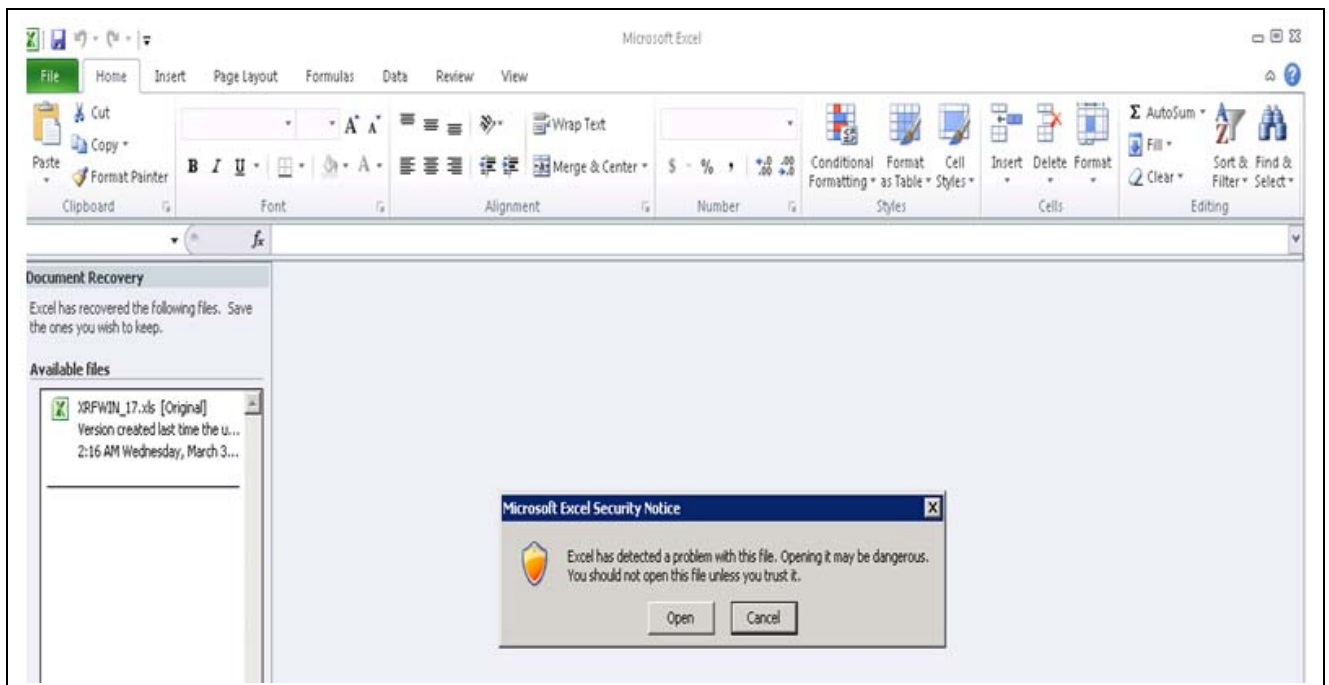 Microsoft Excel
File Home Insert Page Layout Formulas Data Review View
Cut
Copy
Format Painter
Paste
Clipboard
A A
B I U A
Font
Wrap Text
Merge & Center
Alignment
$ % , .0 .00 .00 .0
Number
Conditional Formatting
Format as Table
Cell Styles
Styles
Insert Delete Format
Cells
Σ AutoSum
Fill
Clear
Sort & Filter
Find & Select
Editing
fx
Document Recovery
Excel has recovered the following files. Save
the ones you wish to keep.
Available files
XRFWIN_17.xls [Original]
Version created last time the u...
2:16 AM Wednesday, March 3...
Microsoft Excel Security Notice
Excel has detected a problem with this file. Opening it may be dangerous.
You should not open this file unless you trust it.
Open Cancel